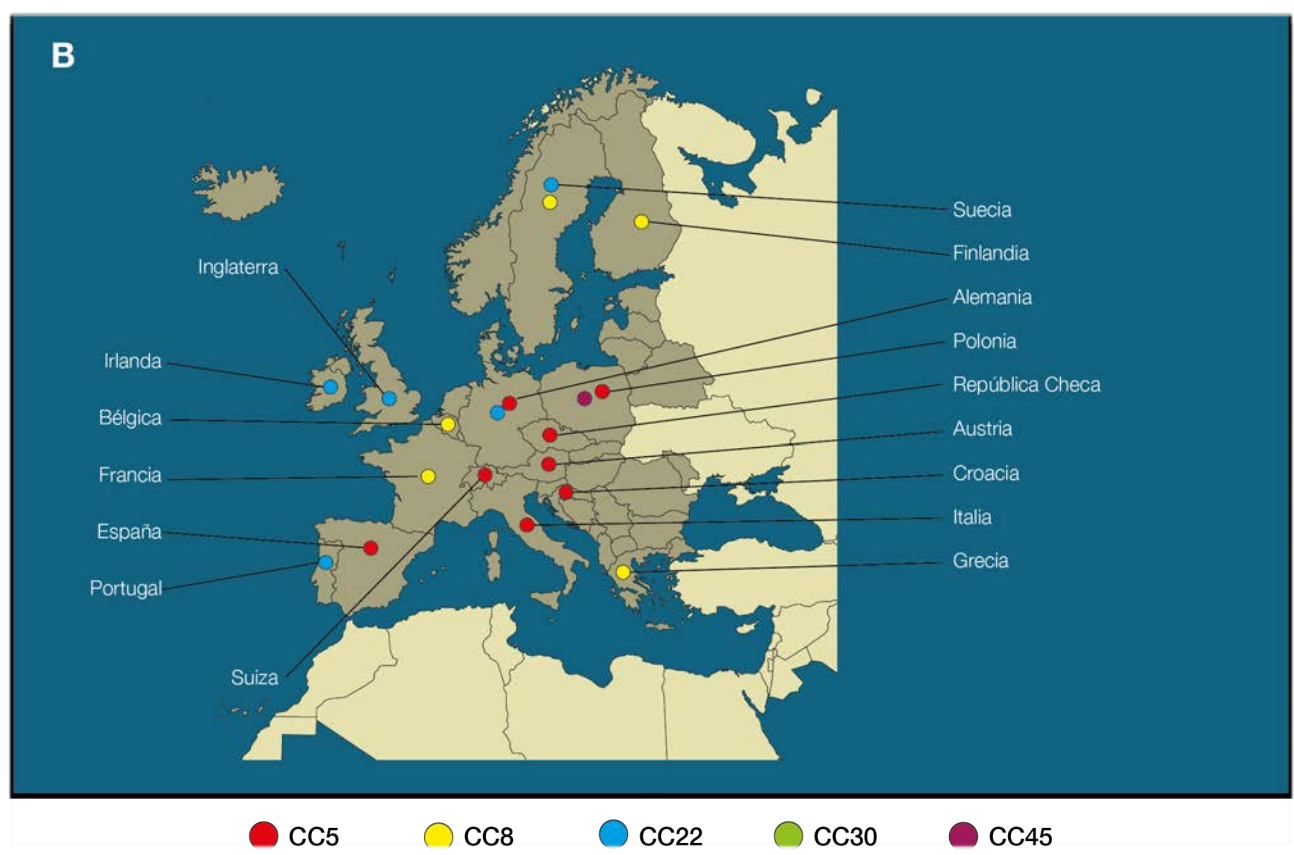 B
Inglaterra
Irlanda
Bélgica
Francia
España
Portugal
Suiza
Suecia
Finlandia
Alemania
Polonia
República Checa
Austria
Croacia
Italia
Grecia
CC5 CC8 CC22 CC30 CC45